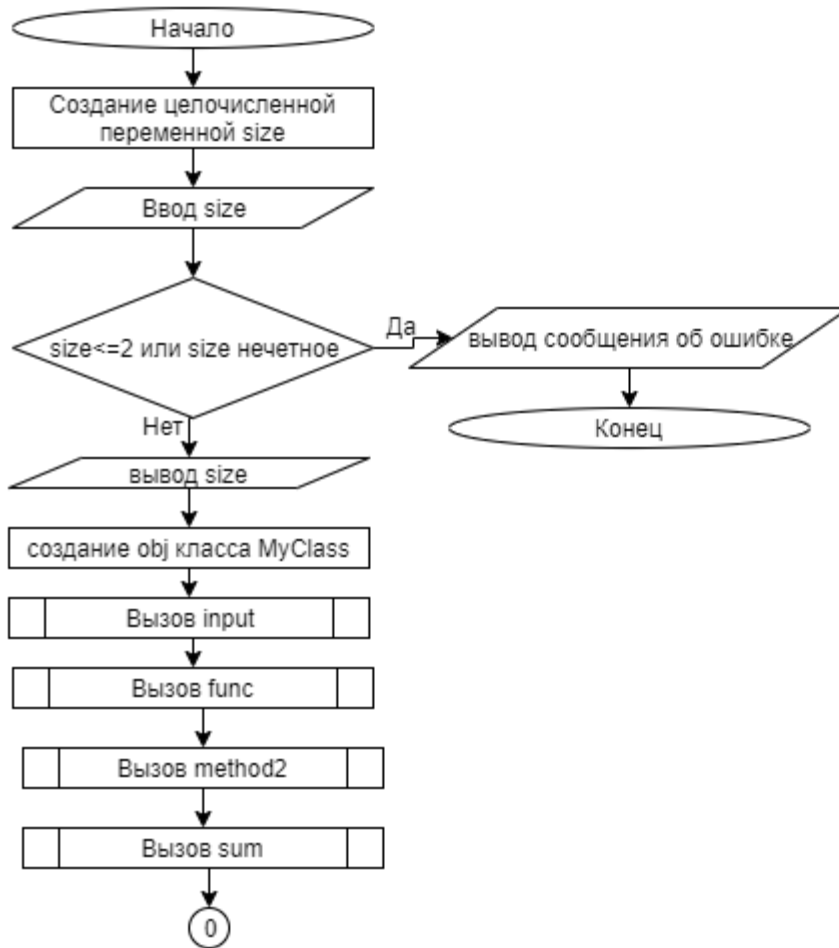 Начало
Создание целочисленной
переменной size
Ввод size
size<=2 или size нечетное
Да
вывод сообщения об ошибке
Конец
Нет
вывод size
создание obj класса MyClass
Вызов input
Вызов func
Вызов method2
Вызов sum
0